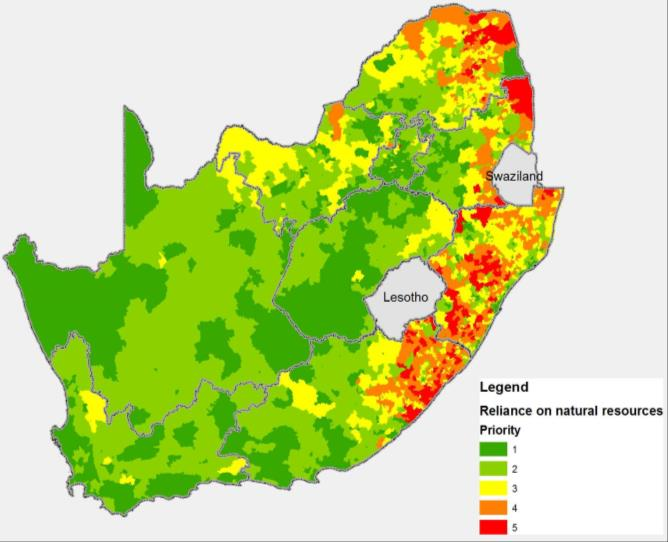 Swaziland
Lesotho
Legend
Reliance on natural resources
Priority
1
2
3
4
5